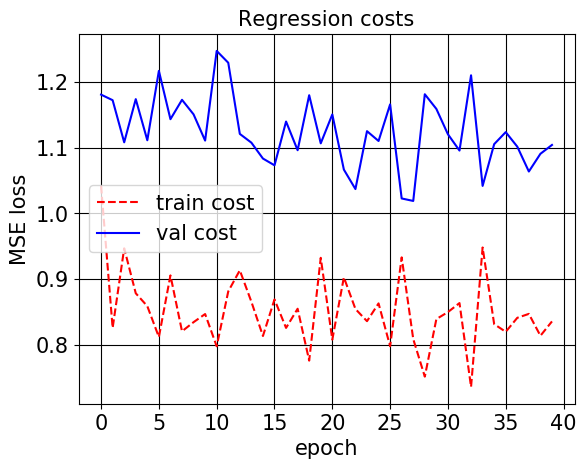 Regression costs
MSE loss
1.2
1.1
1.0
0.9
0.8
train cost
val cost
0 5 10 15 20 25 30 35 40
epoch